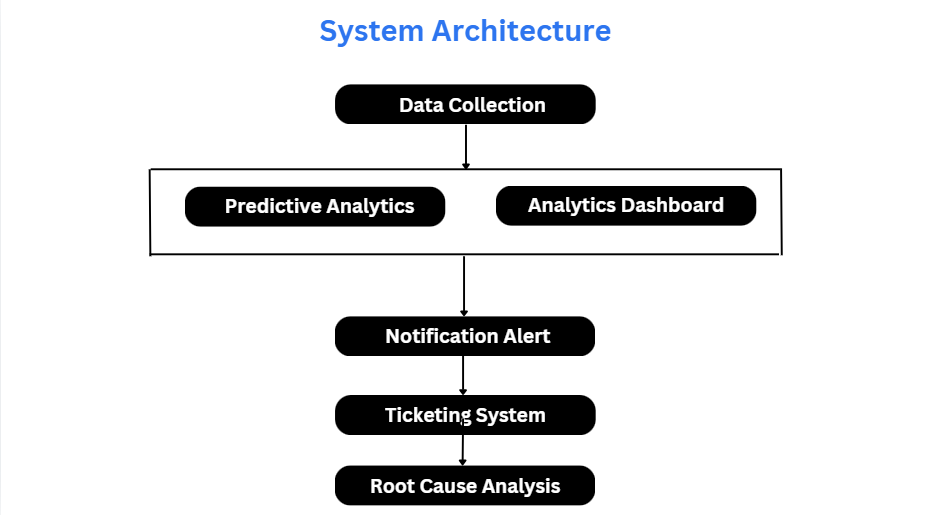 System Architecture
Data Collection
Predictive Analytics
Analytics Dashboard
Notification Alert
Ticketing System
Root Cause Analysis